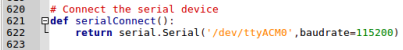 620 # Connect the serial device
621 def serialConnect():
622 return serial.Serial('/dev/ttyACM0',baudrate=115200)
623